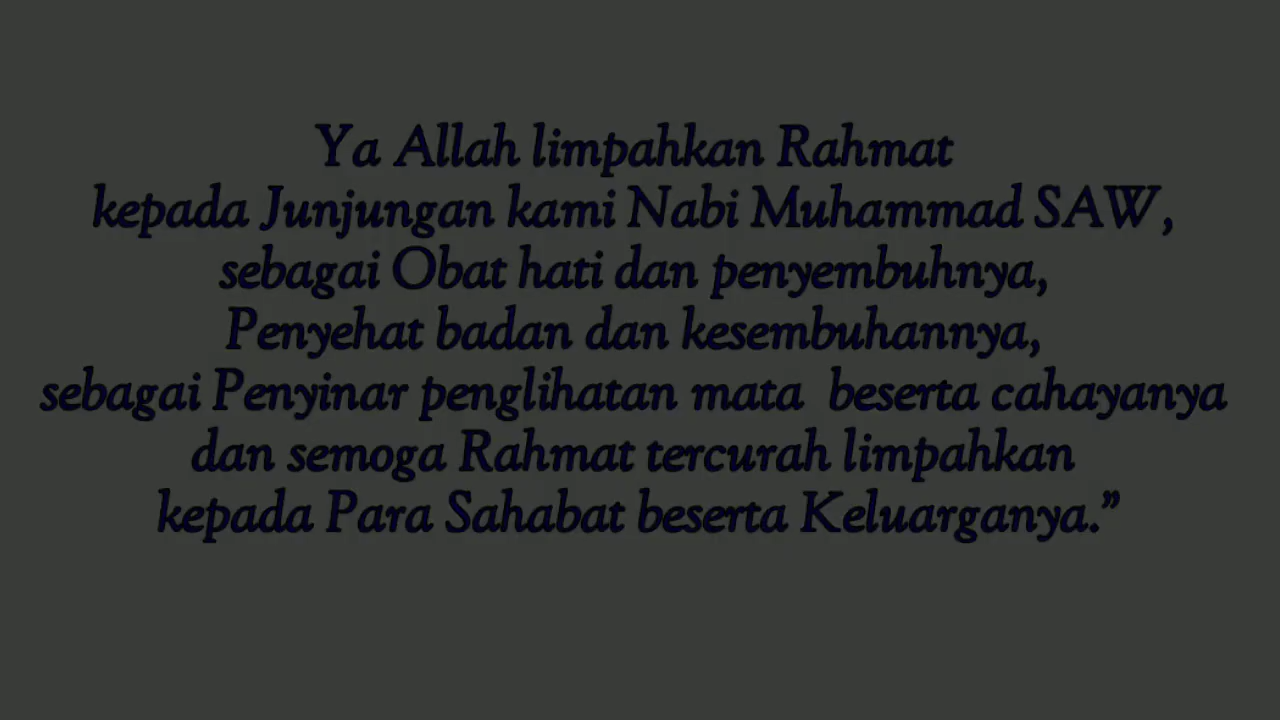 Ya Allah limpahkan Rahmat
kepada Junjungan kami Nabi Muhammad SAW,
sebagai Obat hati dan penyembuhnya,
Penyehat badan dan kesembuhannya,
sebagai Penyinar penglihatan mata beserta cahayanya
dan semoga Rahmat tercurah limpahkan
kepada Para Sahabat beserta Keluarganya.”